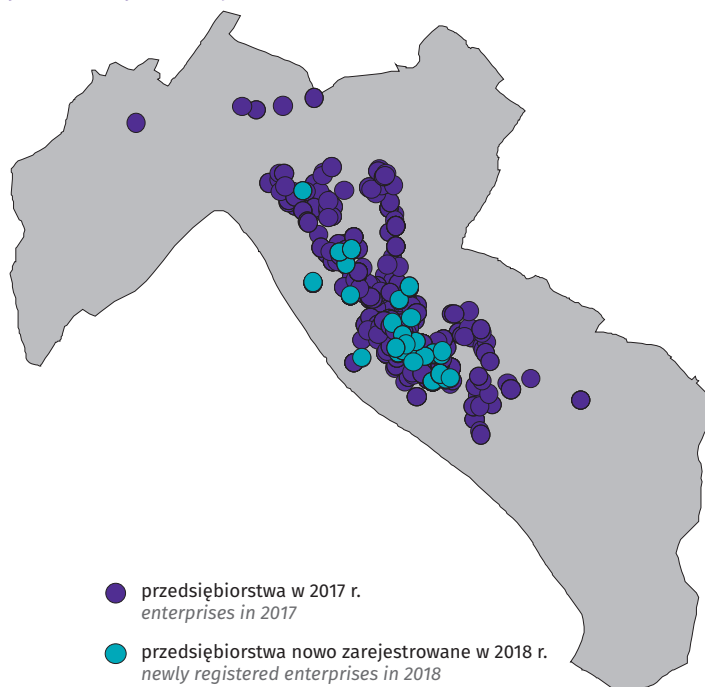 przedsiębiorstwa w 2017 r.
enterprises in 2017
przedsiębiorstwa nowo zarejestrowane w 2018 r.
newly registered enterprises in 2018